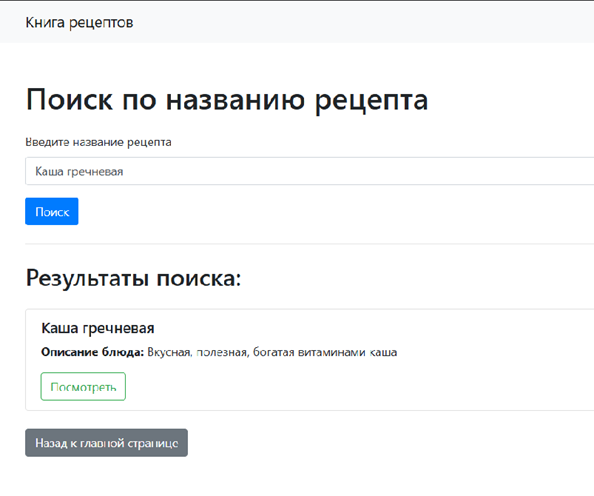 Книга рецептов
Поиск по названию рецепта
Введите название рецепта
Каша гречневая
Поиск
Результаты поиска:
Каша гречневая
Описание блюда: Вкусная, полезная, богатая витаминами каша
Посмотреть
Назад к главной странице